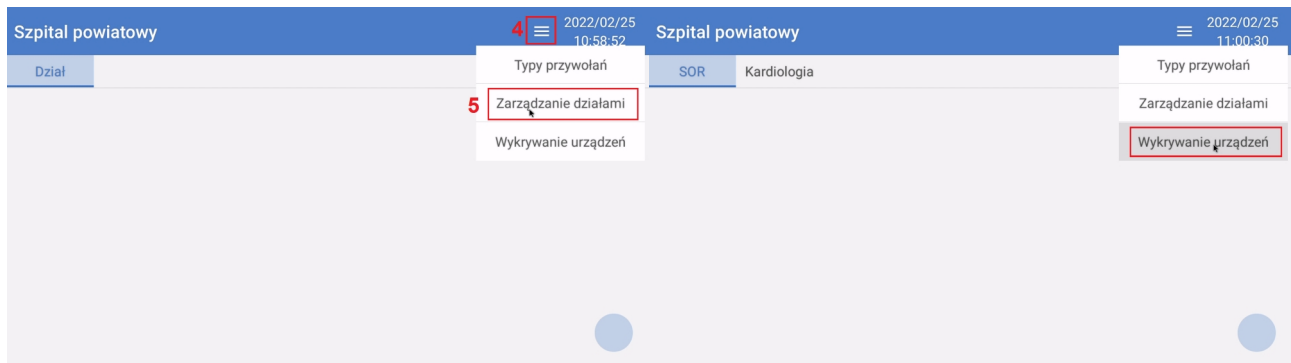 Szpital powiatowy
4
2022/02/25
10:58:52
Dział
Typy przywołań
5 Zarządzanie działami
Wykrywanie urządzeń
Szpital powiatowy
2022/02/25
11:00:30
SOR Kardiologia
Typy przywołań
Zarządzanie działami
Wykrywanie urządzeń